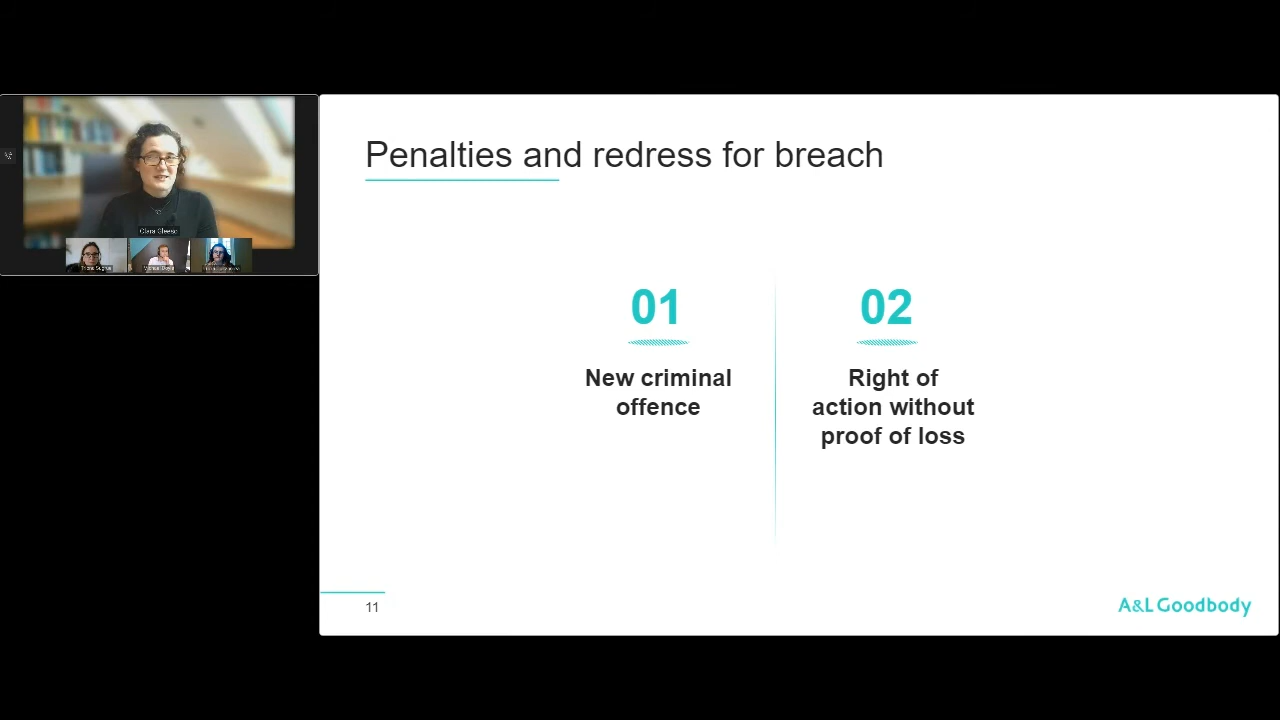 Penalties and redress for breach
01
New criminal
offence
02
Right of
action without
proof of loss
11
A&L Goodbody